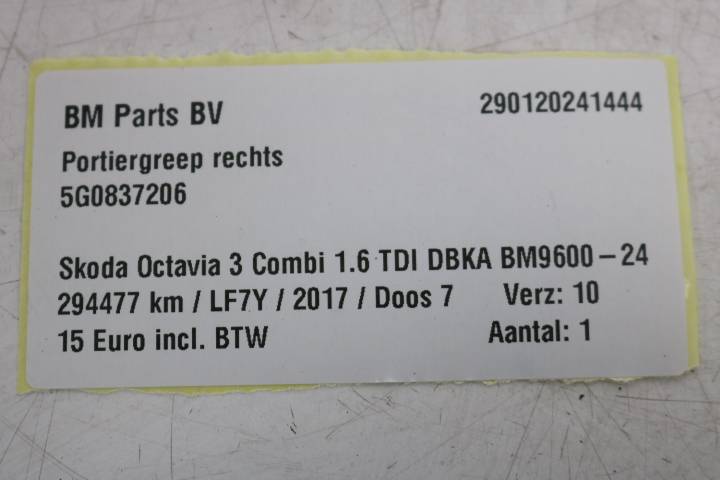 BM Parts BV 290120241444
Portiergreep rechts
5G0837206
Skoda Octavia 3 Combi 1.6 TDI DBKA BM9600-24
294477 km / LF7Y / 2017 / Doos 7 Verz: 10
15 Euro incl. BTW Aantal: 1